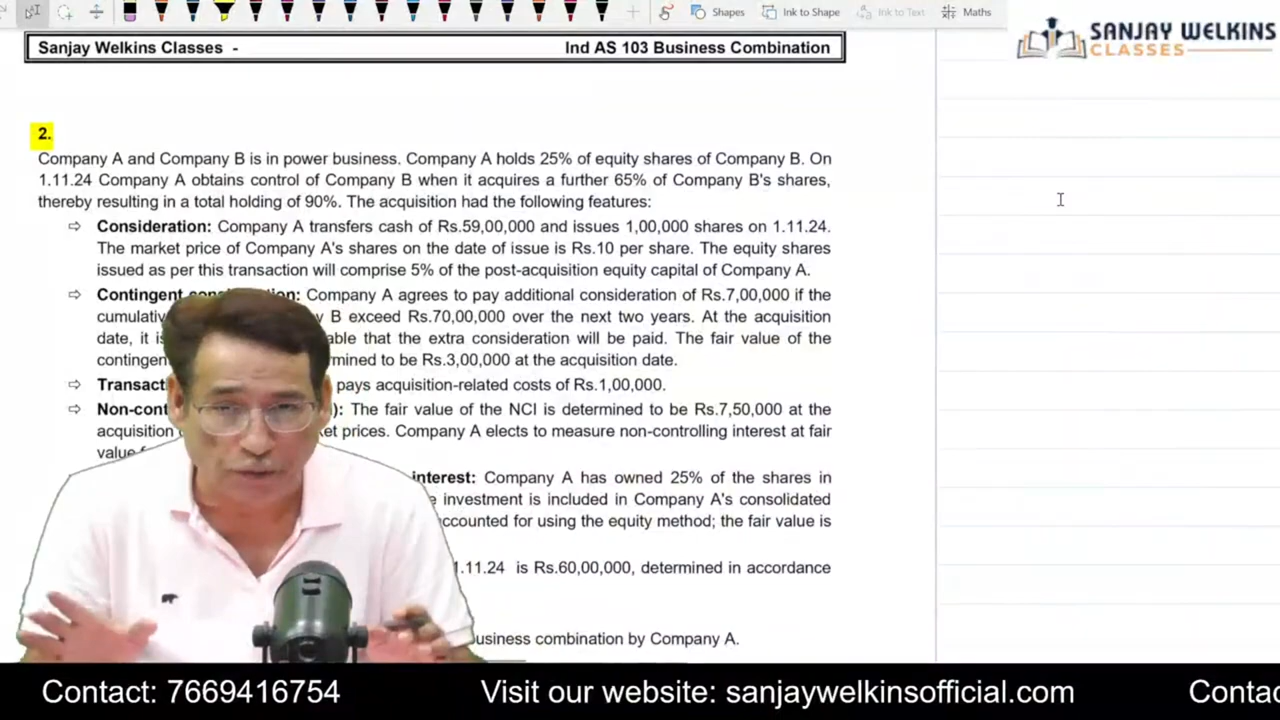 Shapes Ink to Shape Ink to Text Maths
SANJAY WELKINS
CLASSES
Sanjay Welkins Classes - Ind AS 103 Business Combination
2.
Company A and Company B is in power business. Company A holds 25% of equity shares of Company B. On
1.11.24 Company A obtains control of Company B when it acquires a further 65% of Company B's shares,
thereby resulting in a total holding of 90%. The acquisition had the following features:
⇨ Consideration: Company A transfers cash of Rs.59,00,000 and issues 1,00,000 shares on 1.11.24.
The market price of Company A's shares on the date of issue is Rs.10 per share. The equity shares
issued as per this transaction will comprise 5% of the post-acquisition equity capital of Company A.
⇨ Contingent Company A agrees to pay additional consideration of Rs.7,00,000 if the
cumulative B exceed Rs.70,00,000 over the next two years. At the acquisition
date, it is that the extra consideration will be paid. The fair value of the
to be Rs.3,00,000 at the acquisition date.
⇨ pays acquisition-related costs of Rs.1,00,000.
⇨ ): The fair value of the NCI is determined to be Rs.7,50,000 at the
acquisition prices. Company A elects to measure non-controlling interest at fair
value
interest: Company A has owned 25% of the shares in
investment is included in Company A's consolidated
accounted for using the equity method; the fair value is
1.11.24 is Rs.60,00,000, determined in accordance
business combination by Company A.
Contact: 7669416754 Visit our website: sanjaywelkinsofficial.com